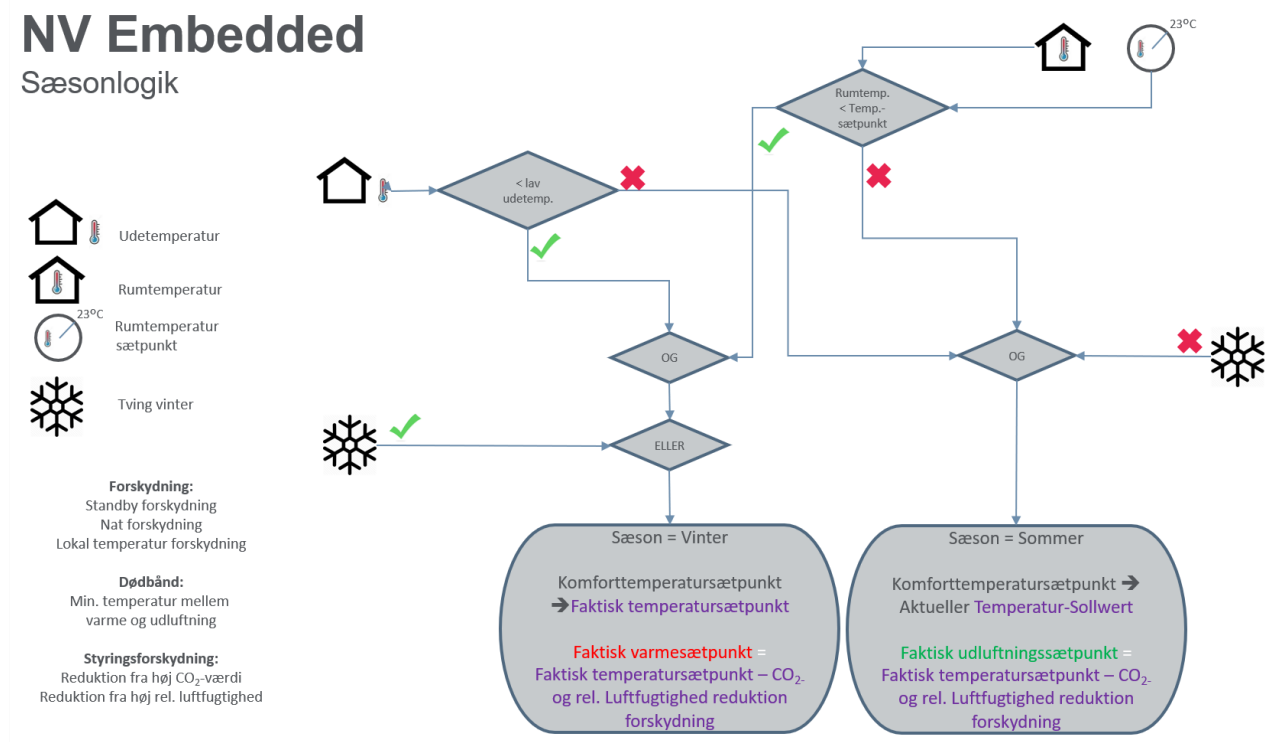 NV Embedded
Sæsonlogik
23°C
Rumtemp.
< Temp.-
sætpunkt
< lav
udetemp.
Udetemperatur
Rumtemperatur
23°C
Rumtemperatur
sætpunkt
Tving vinter
OG
OG
ELLER
Forskydning:
Standby forskydning
Nat forskydning
Lokal temperatur forskydning
Dødbånd:
Min. temperatur mellem
varme og udluftning
Styringsforskydning:
Reduktion fra høj CO₂-værdi
Reduktion fra høj rel. luftfugtighed
Sæson = Vinter
Komforttemperatursætpunkt
➔Faktisk temperatursætpunkt
Faktisk varmesætpunkt =
Faktisk temperatursætpunkt – CO₂-
og rel. Luftfugtighed reduktion
forskydning
Sæson = Sommer
Komforttemperatursætpunkt ➔
Aktueller Temperatur-Sollwert
Faktisk udluftningssætpunkt =
Faktisk temperatursætpunkt – CO₂-
og rel. Luftfugtighed reduktion
forskydning